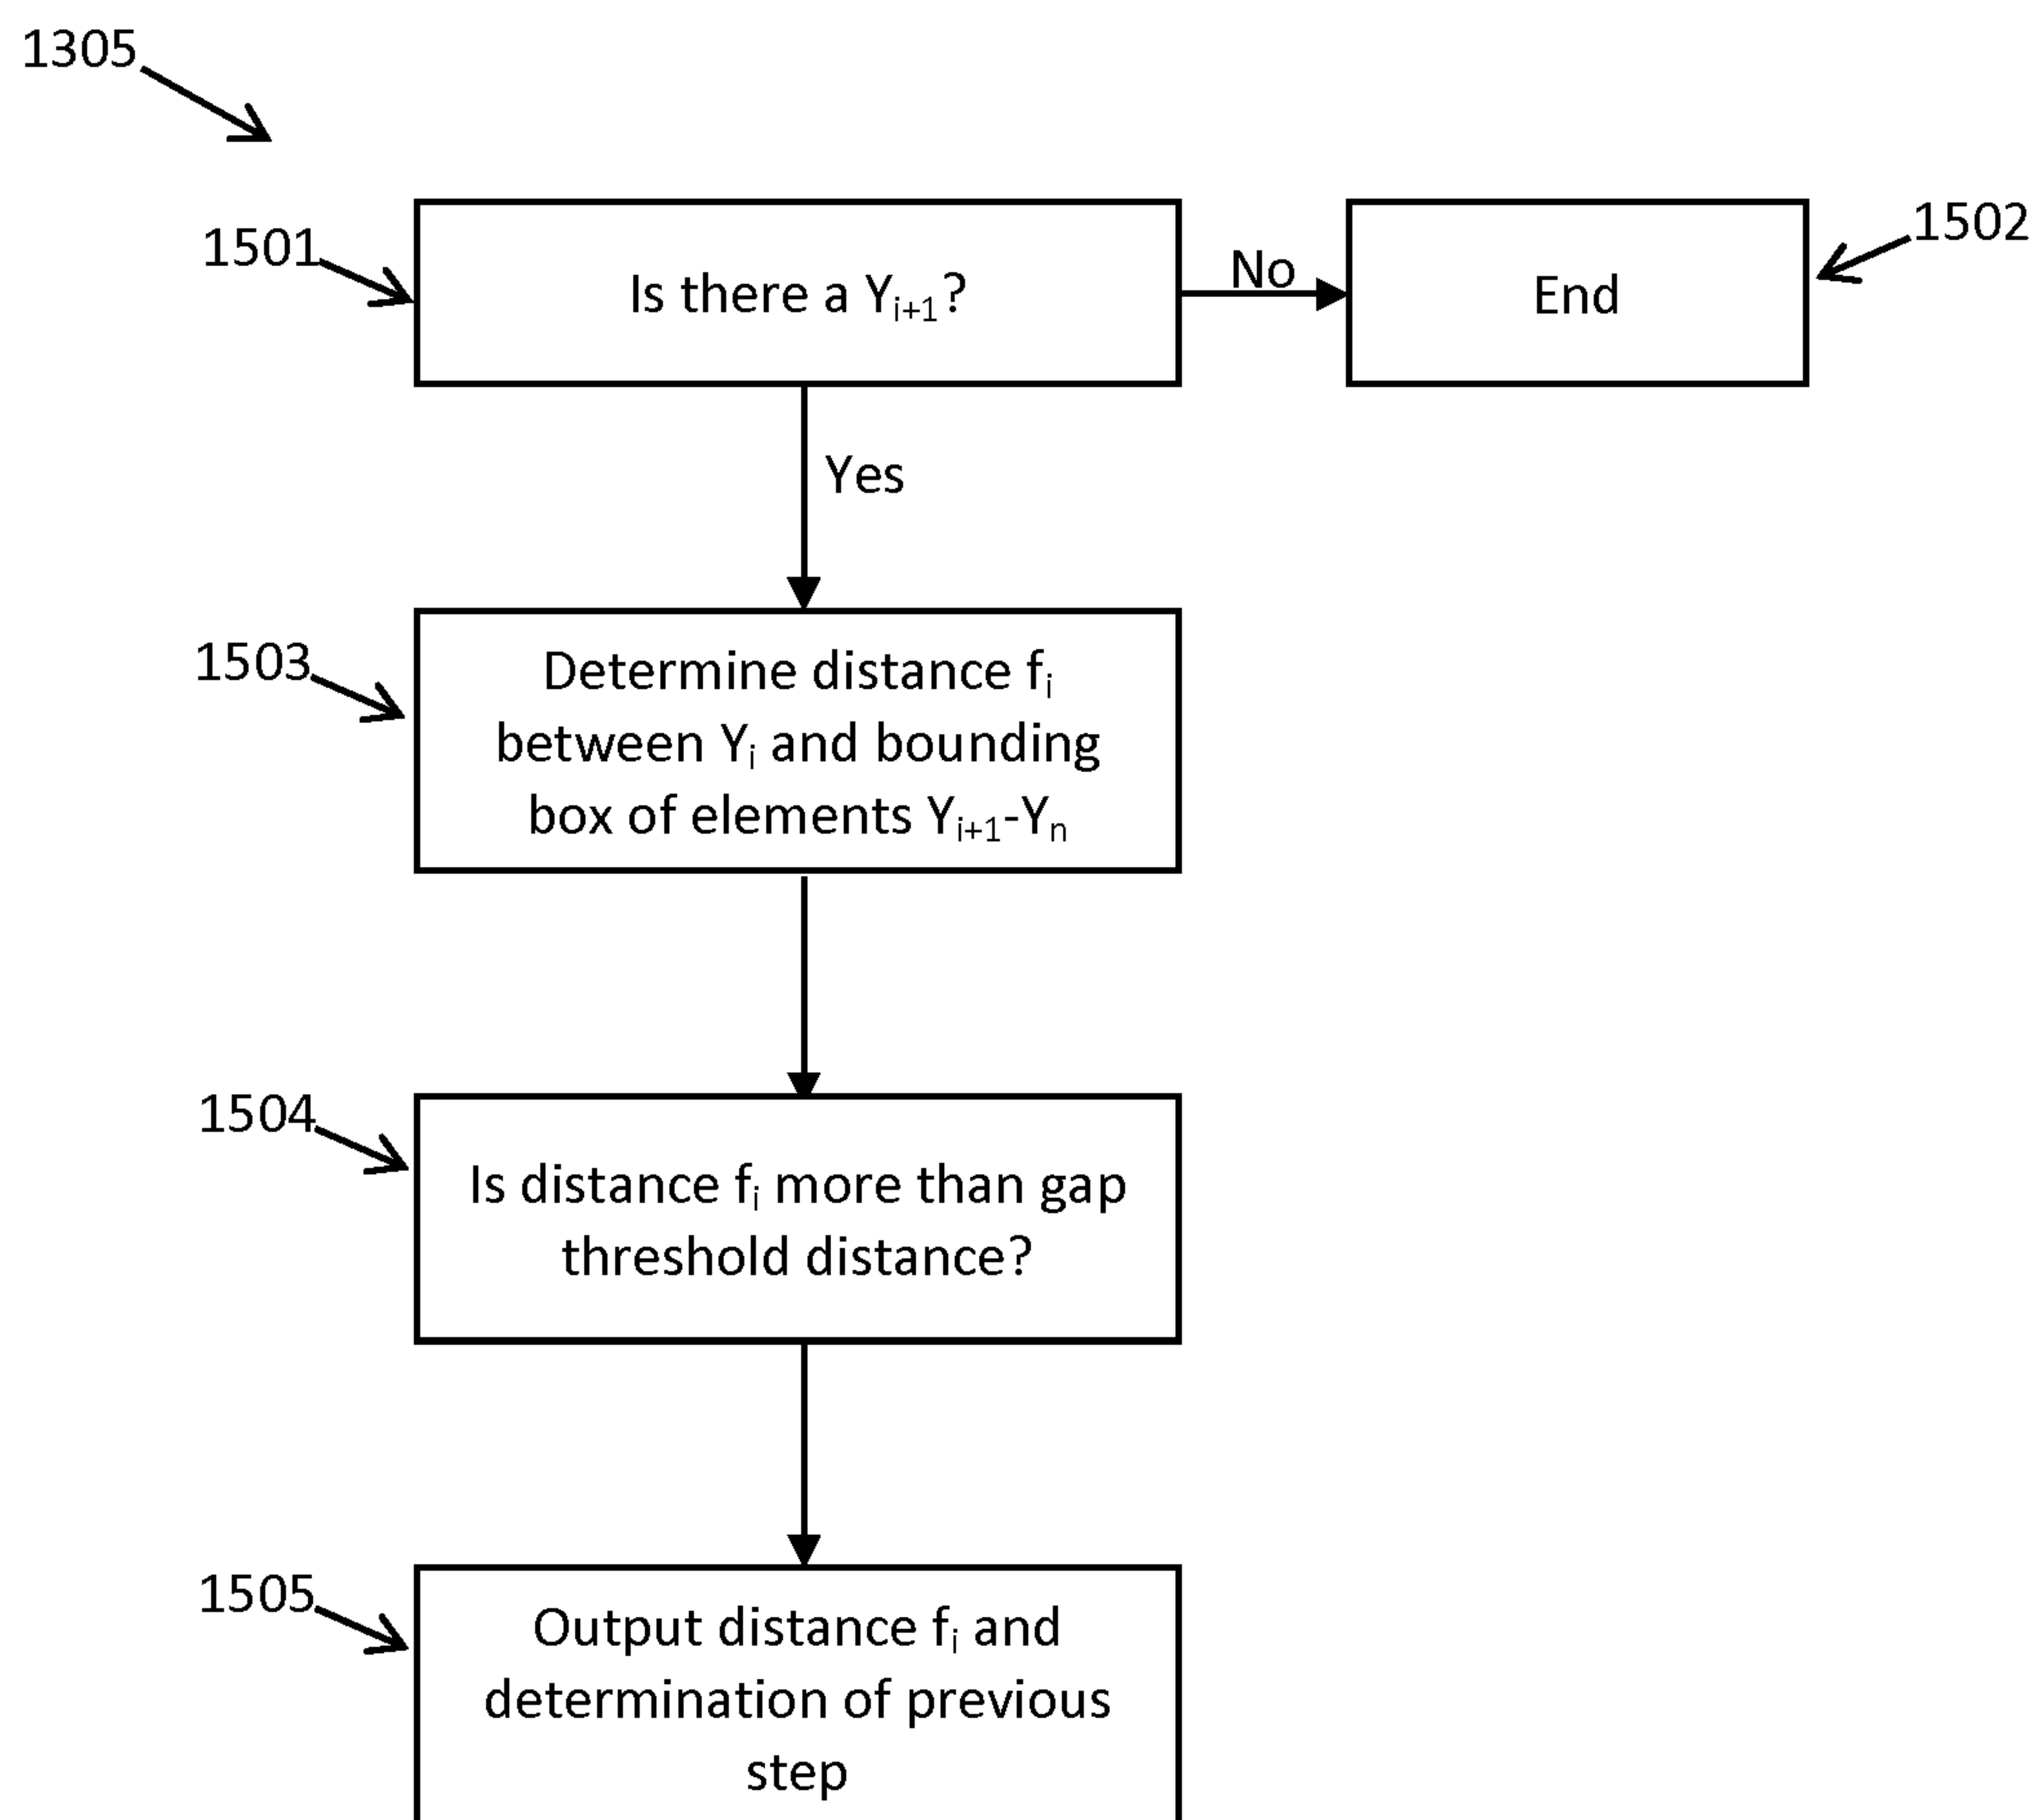 1305
1501
Is there a Yᵢ₊₁?
No
End
1502
Yes
1503
Determine distance fᵢ
between Yᵢ and bounding
box of elements Yᵢ₊₁-Yₙ
1504
Is distance fᵢ more than gap
threshold distance?
1505
Output distance fᵢ and
determination of previous
step